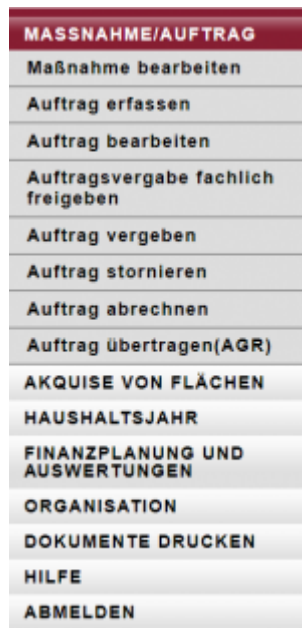 MASSNAHME/AUFTRAG
Maßnahme bearbeiten
Auftrag erfassen
Auftrag bearbeiten
Auftragsvergabe fachlich
freigeben
Auftrag vergeben
Auftrag stornieren
Auftrag abrechnen
Auftrag übertragen(AGR)
AKQUISE VON FLÄCHEN
HAUSHALTSJAHR
FINANZPLANUNG UND
AUSWERTUNGEN
ORGANISATION
DOKUMENTE DRUCKEN
HILFE
ABMELDEN